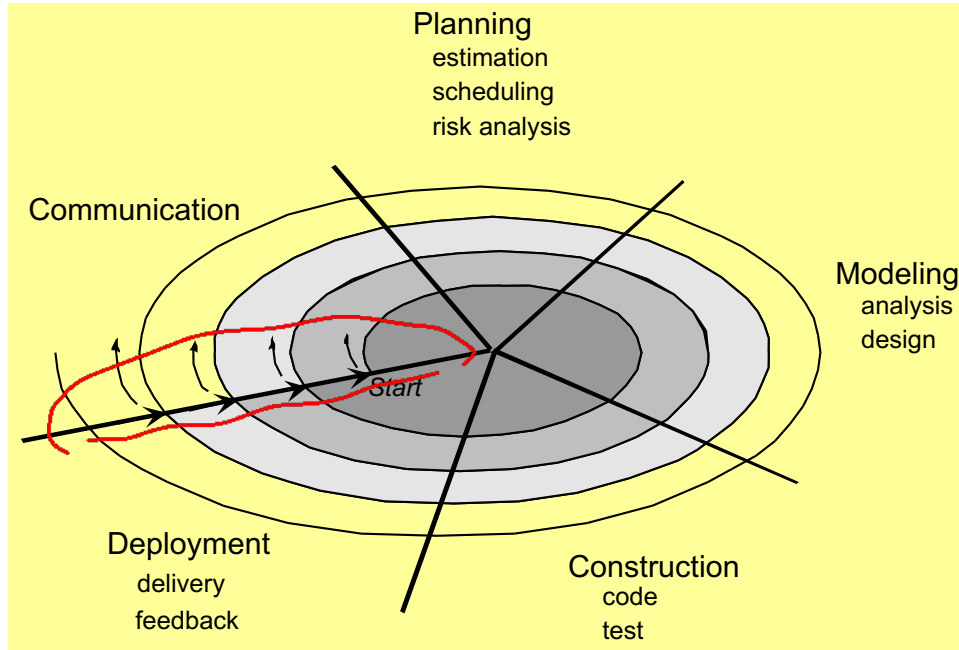 Planning
estimation
scheduling
risk analysis
Communication
Modeling
analysis
design
Start
Deployment
delivery
feedback
Construction
code
test